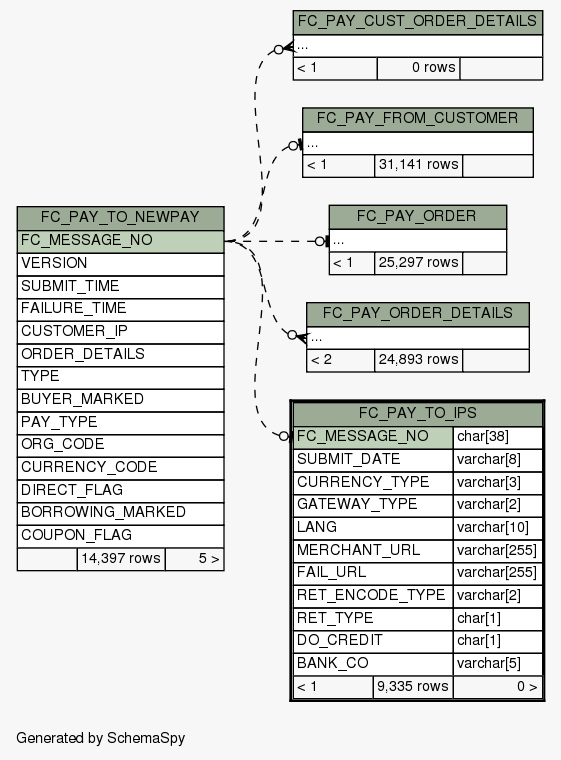 FC_PAY_CUST_ORDER_DETAILS
...
< 1 0 rows
FC_PAY_FROM_CUSTOMER
...
< 1 31,141 rows
FC_PAY_ORDER
...
< 1 25,297 rows
FC_PAY_ORDER_DETAILS
...
< 2 24,893 rows
FC_PAY_TO_NEWPAY
FC_MESSAGE_NO
VERSION
SUBMIT_TIME
FAILURE_TIME
CUSTOMER_IP
ORDER_DETAILS
TYPE
BUYER_MARKED
PAY_TYPE
ORG_CODE
CURRENCY_CODE
DIRECT_FLAG
BORROWING_MARKED
COUPON_FLAG
14,397 rows 5 >
FC_PAY_TO_IPS
FC_MESSAGE_NO char[38]
SUBMIT_DATE varchar[8]
CURRENCY_TYPE varchar[3]
GATEWAY_TYPE varchar[2]
LANG varchar[10]
MERCHANT_URL varchar[255]
FAIL_URL varchar[255]
RET_ENCODE_TYPE varchar[2]
RET_TYPE char[1]
DO_CREDIT char[1]
BANK_CO varchar[5]
< 1 9,335 rows 0 >
Generated by SchemaSpy